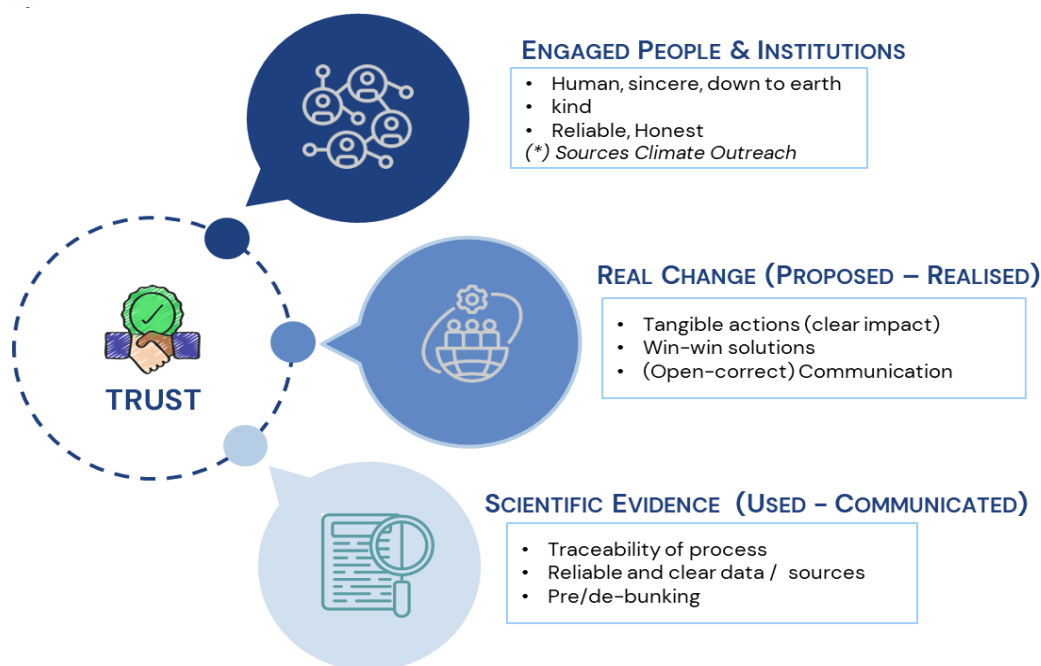 ENGAGED PEOPLE & INSTITUTIONS
• Human, sincere, down to earth
• kind
• Reliable, Honest
(*) Sources Climate Outreach
TRUST
REAL CHANGE (PROPOSED – REALISED)
• Tangible actions (clear impact)
• Win-win solutions
• (Open-correct) Communication
SCIENTIFIC EVIDENCE (USED – COMMUNICATED)
• Traceability of process
• Reliable and clear data / sources
• Pre/de-bunking